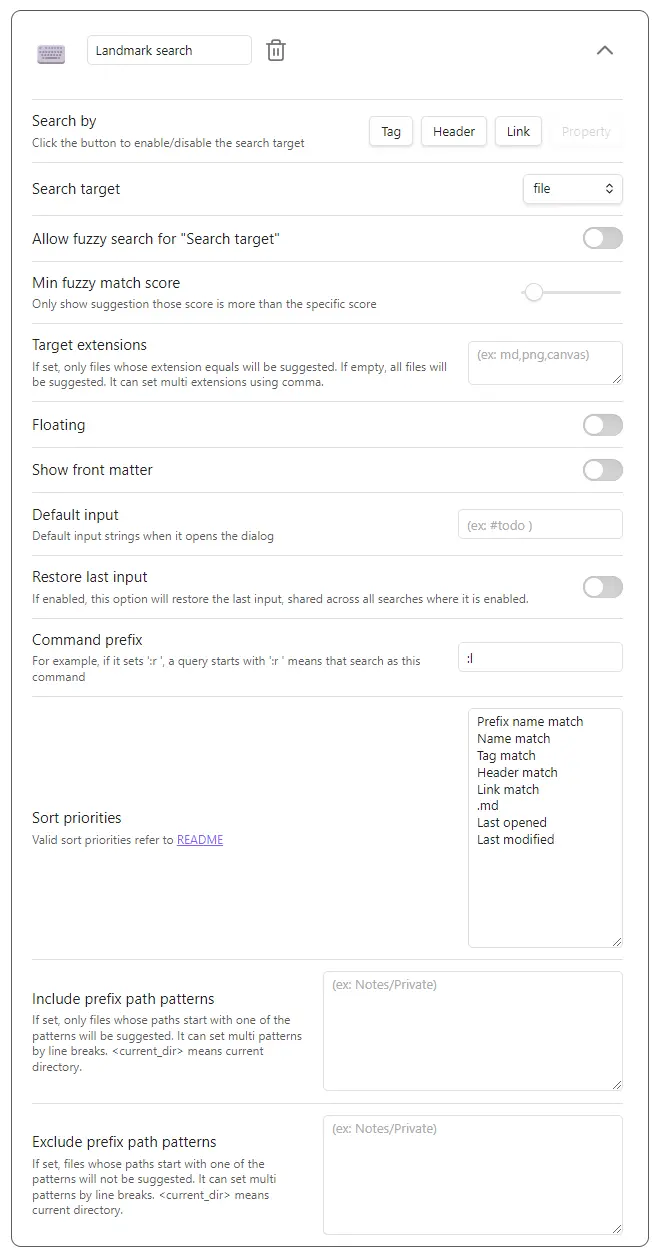 Landmark search
Search by
Click the button to enable/disable the search target
Tag
Header
Link
Property
Search target
file
Allow fuzzy search for "Search target"
Min fuzzy match score
Only show suggestion those score is more than the specific score
Target extensions
If set, only files whose extension equals will be suggested. If empty, all files will
be suggested. It can set multi extensions using comma.
(ex: md,png,canvas)
Floating
Show front matter
Default input
Default input strings when it opens the dialog
(ex: #todo )
Restore last input
If enabled, this option will restore the last input, shared across all searches where it is enabled.
Command prefix
For example, if it sets ':r ', a query starts with ':r ' means that search as this
command
:l
Sort priorities
Valid sort priorities refer to README
Prefix name match
Name match
Tag match
Header match
Link match
.md
Last opened
Last modified
Include prefix path patterns
If set, only files whose paths start with one of the
patterns will be suggested. It can set multi patterns
by line breaks. <current_dir> means current
directory.
(ex: Notes/Private)
Exclude prefix path patterns
If set, files whose paths start with one of the
patterns will not be suggested. It can set multi
patterns by line breaks. <current_dir> means
current directory.
(ex: Notes/Private)